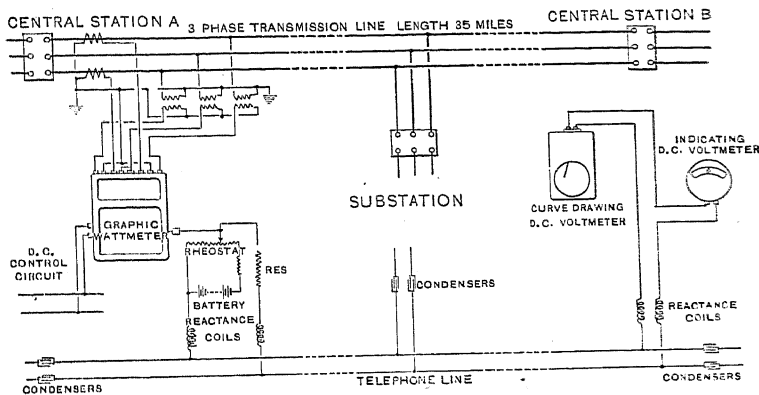 CENTRAL STATION A
3 PHASE TRANSMISSION LINE LENGTH 35 MILES
CENTRAL STATION B
INDICATING
D.C. VOLTMETER
SUBSTATION
CURVE DRAWING
D.C. VOLTMETER
GRAPHIC
WATTMETER
D.C.
CONTROL
CIRCUIT
RHEOSTAT
RES
BATTERY
REACTANCE
COILS
CONDENSERS
REACTANCE
COILS
CONDENSERS
TELEPHONE LINE
CONDENSERS